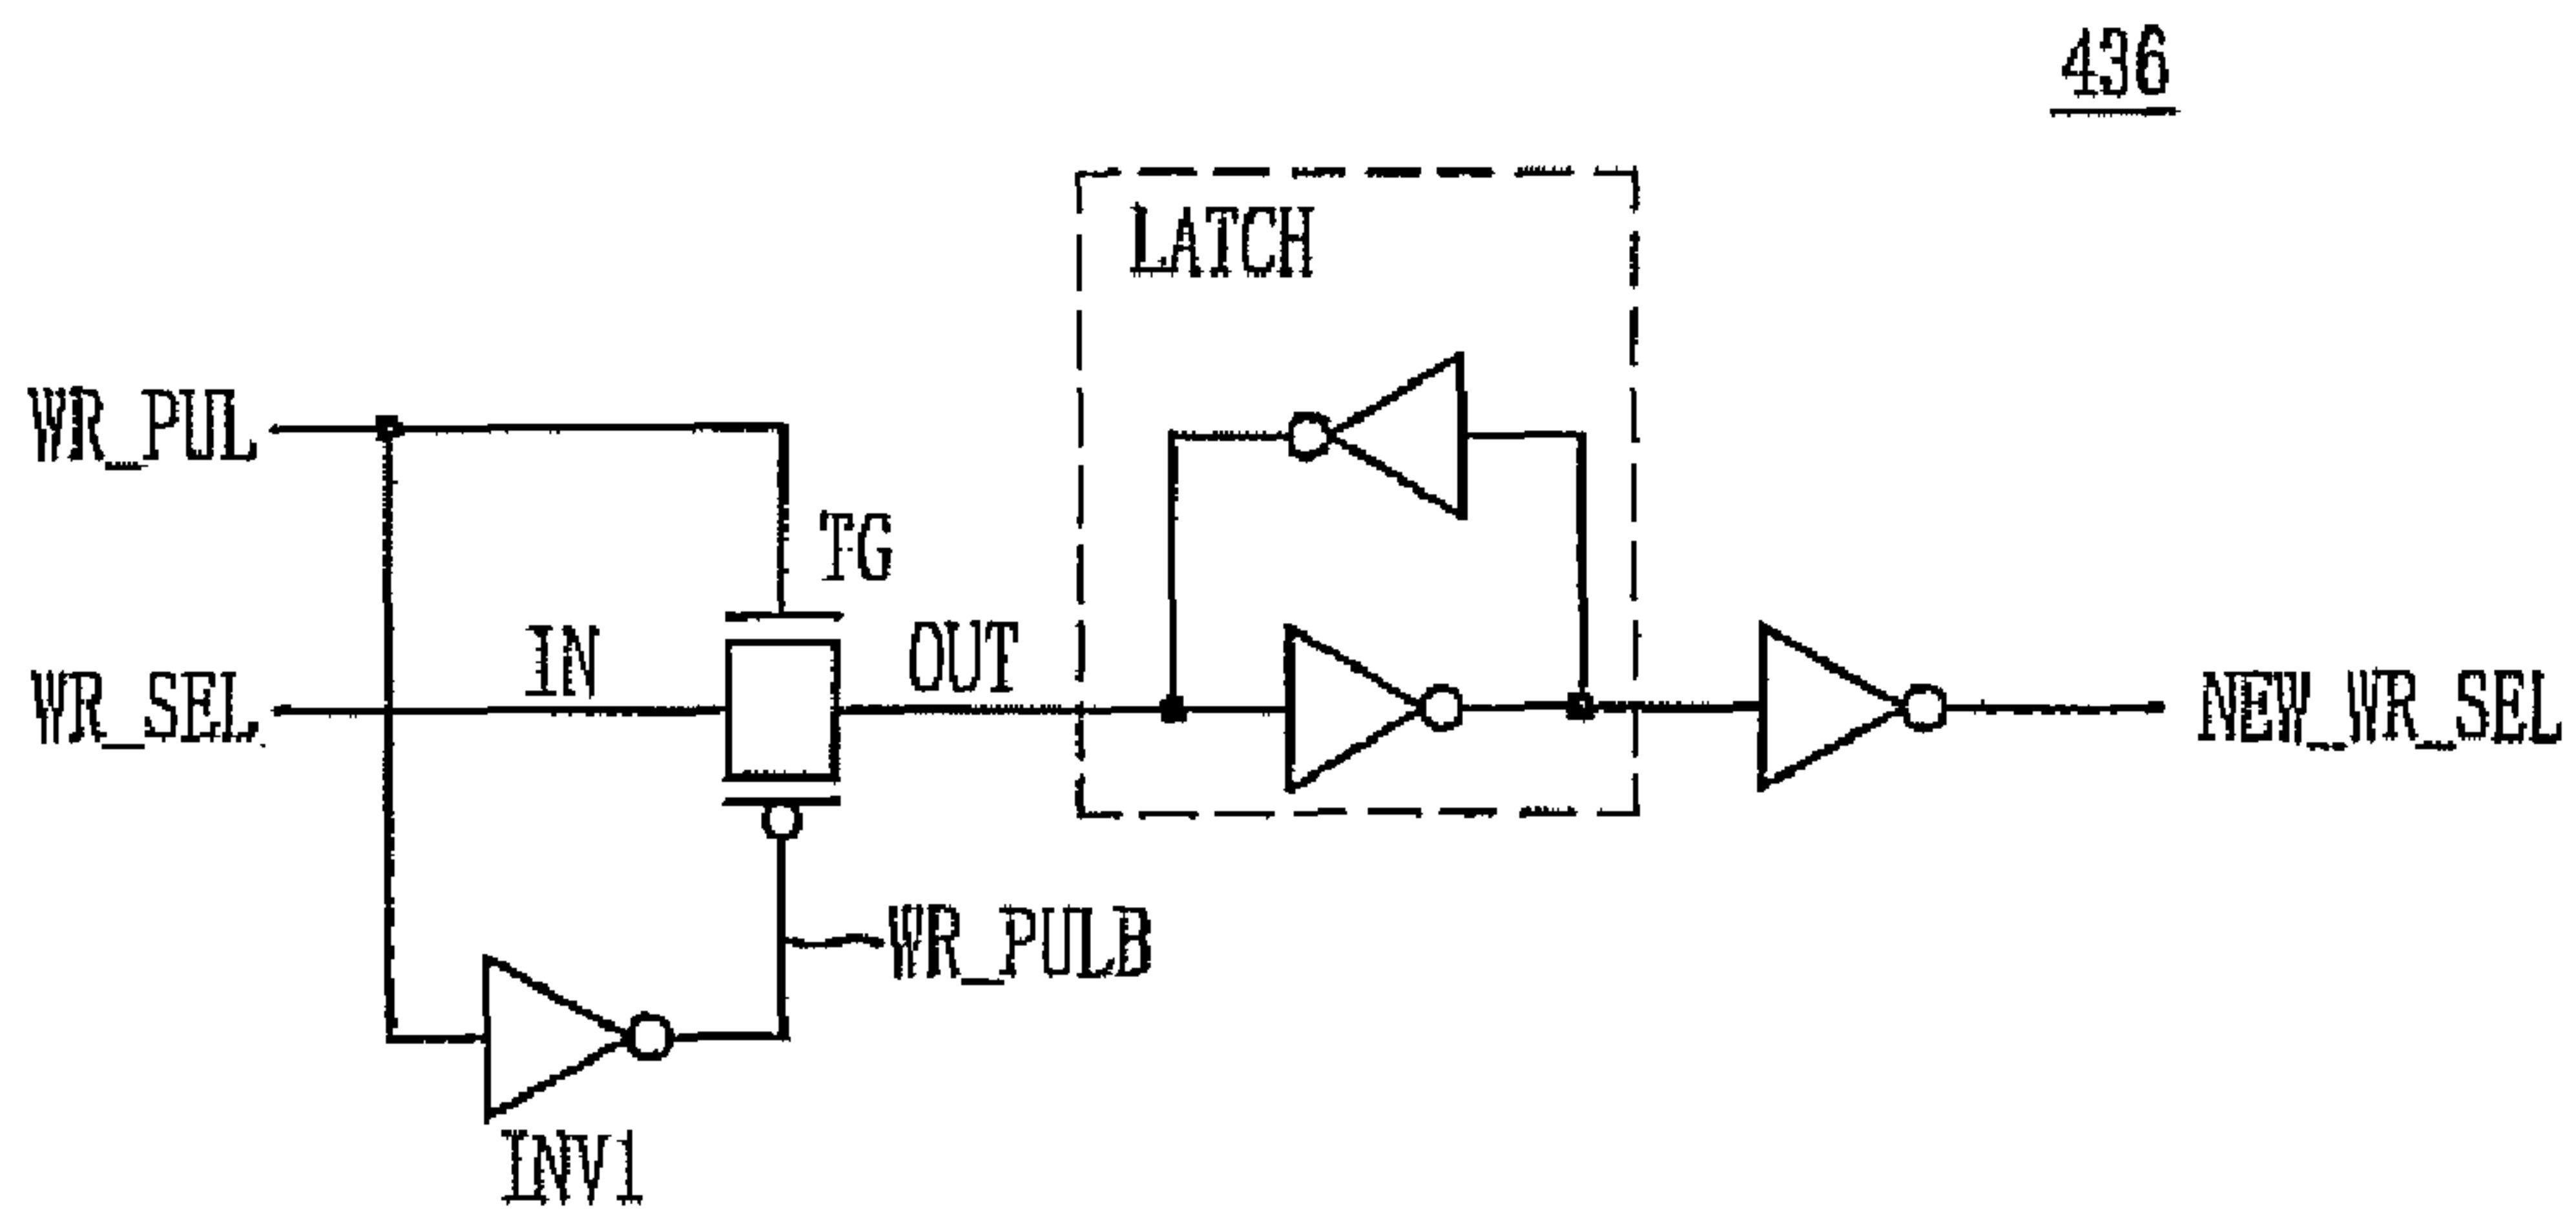 436
LATCH
WR_PUL
TG
IN
OUT
WR_SEL
NEW_WR_SEL
WR_PULB
INV1